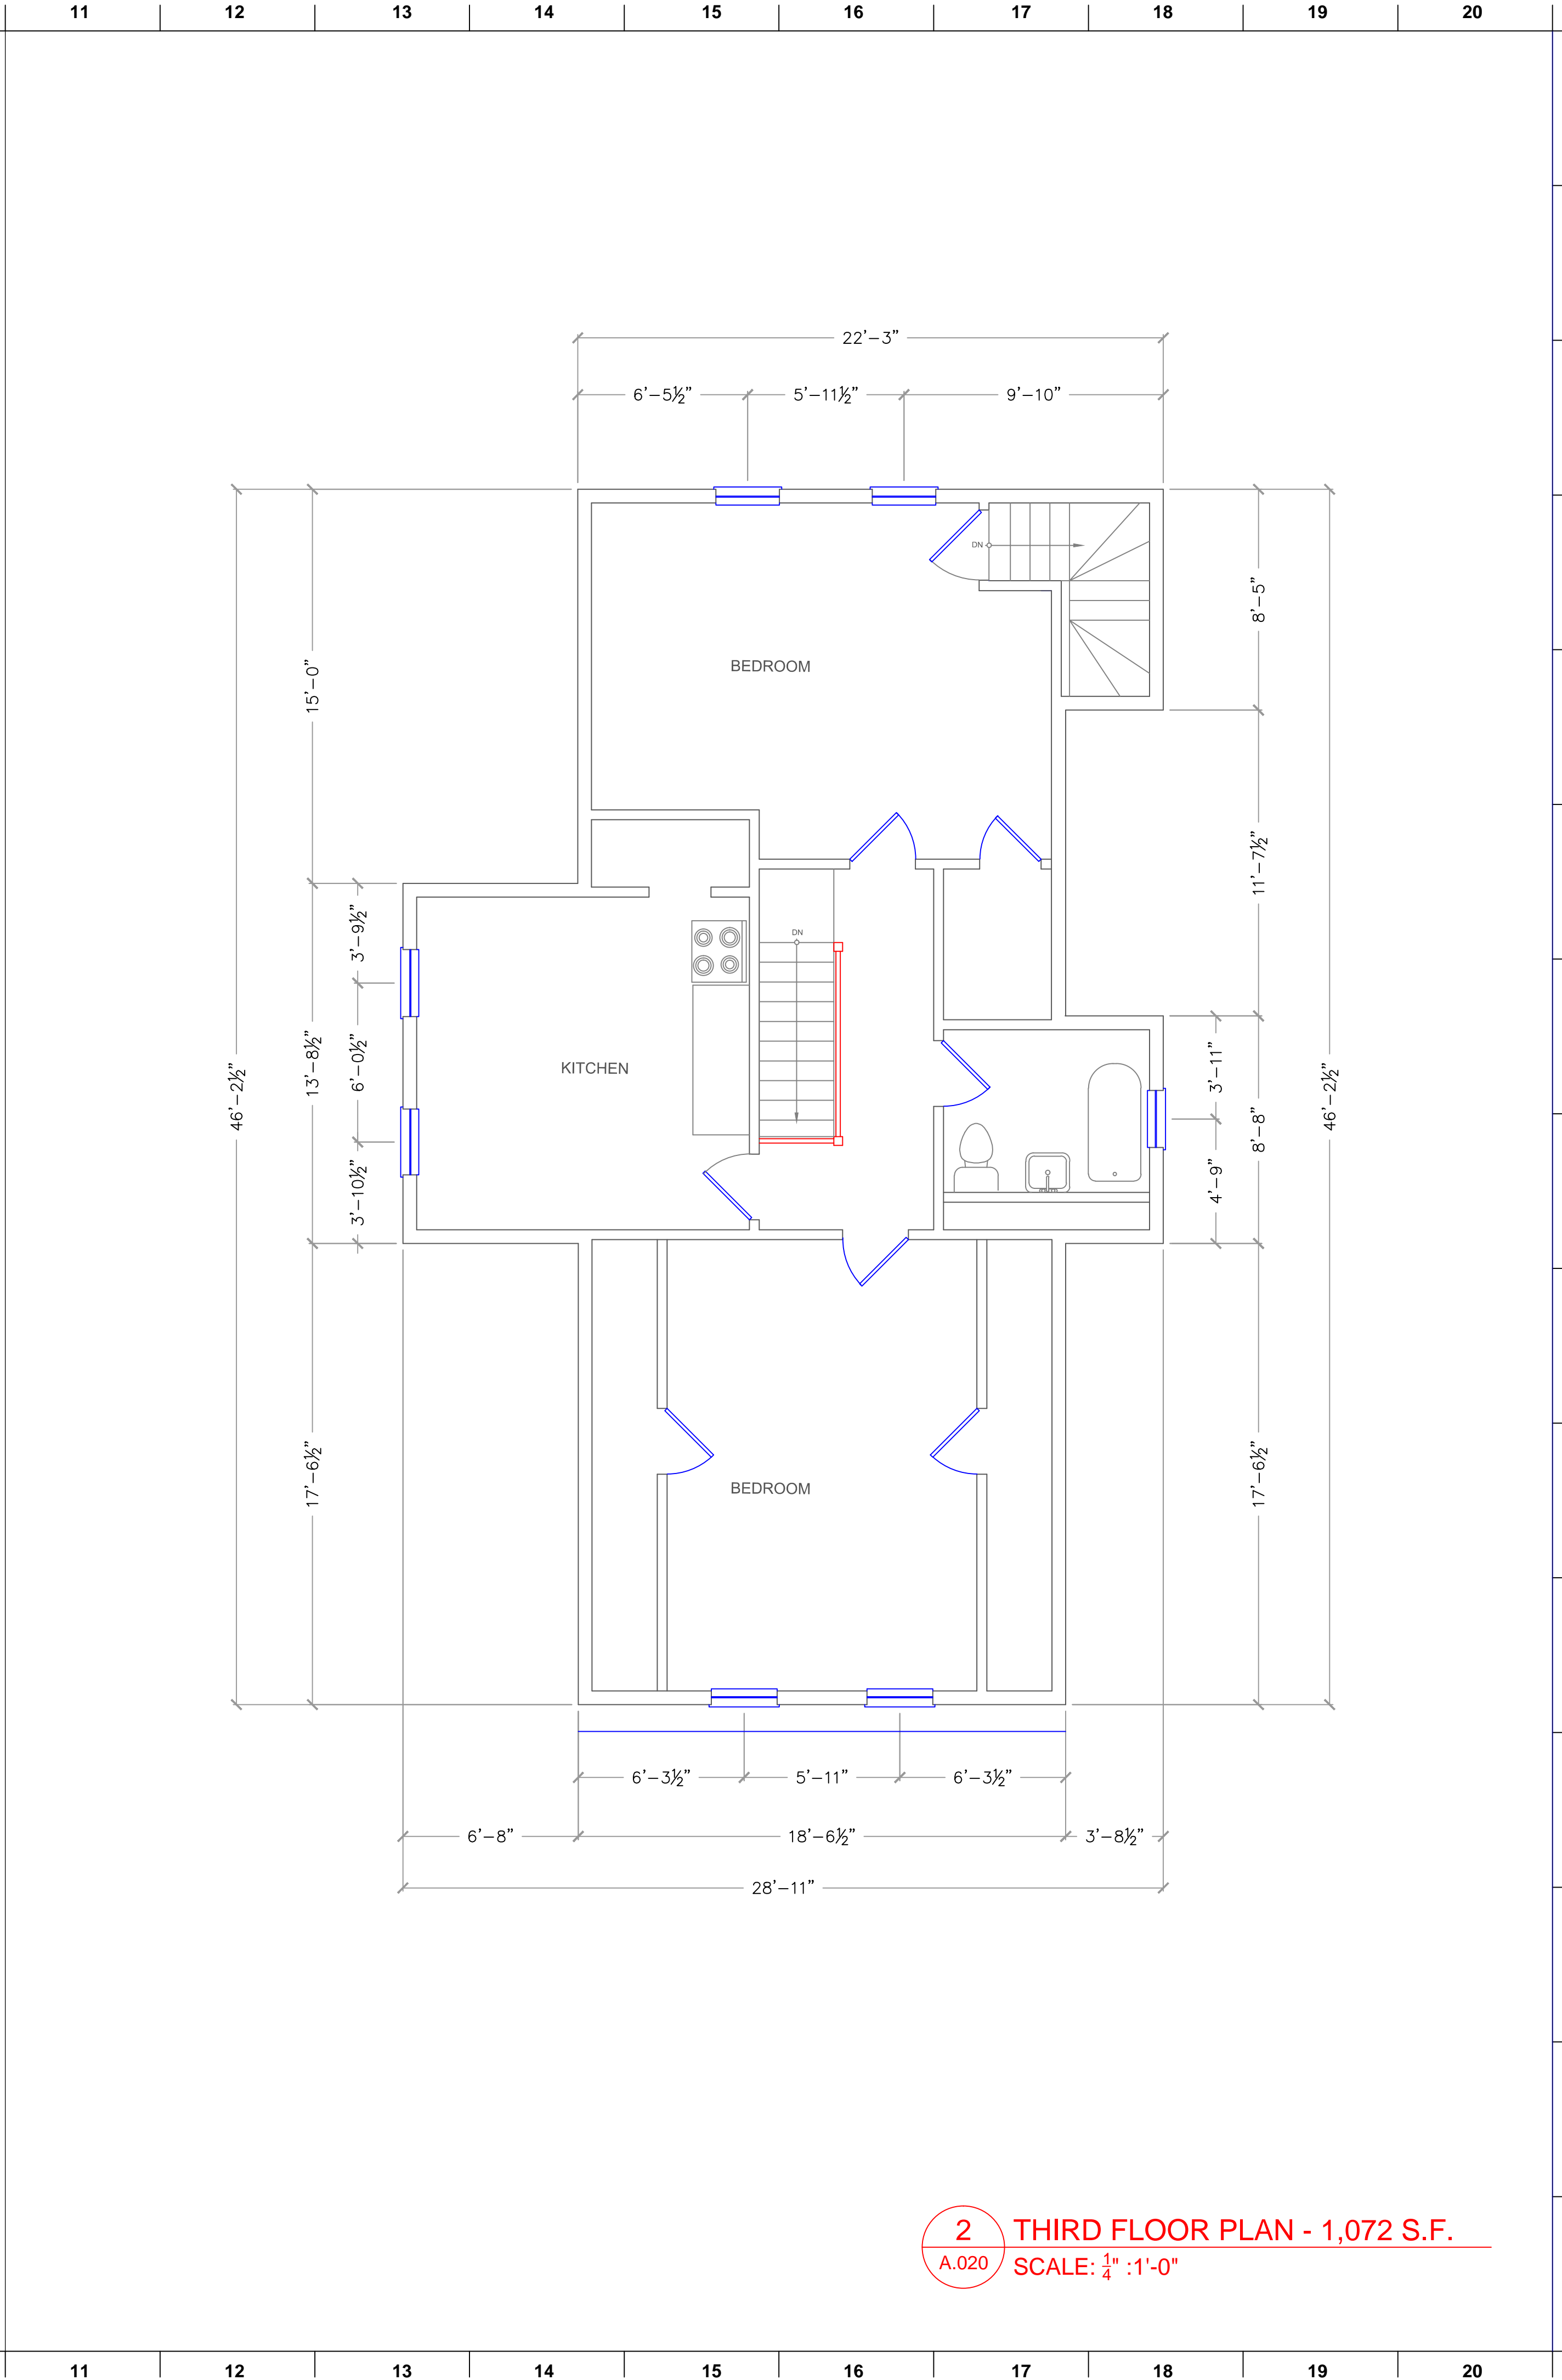 11 12 13 14 15 16 17 18 19 20
22'-3"
6'-5½" 5'-11½" 9'-10"
DN
8'-5"
15'-0"
BEDROOM
11'-7½"
3'-9½"
DN
46'-2½" 13'-8½" 6'-0½" KITCHEN 3'-11" 8'-8" 46'-2½"
3'-10½" 4'-9"
17'-6½" BEDROOM 17'-6½"
6'-3½" 5'-11" 6'-3½"
6'-8" 18'-6½" 3'-8½"
28'-11"
2 THIRD FLOOR PLAN - 1,072 S.F.
A.020 SCALE: ¼" :1'-0"
11 12 13 14 15 16 17 18 19 20